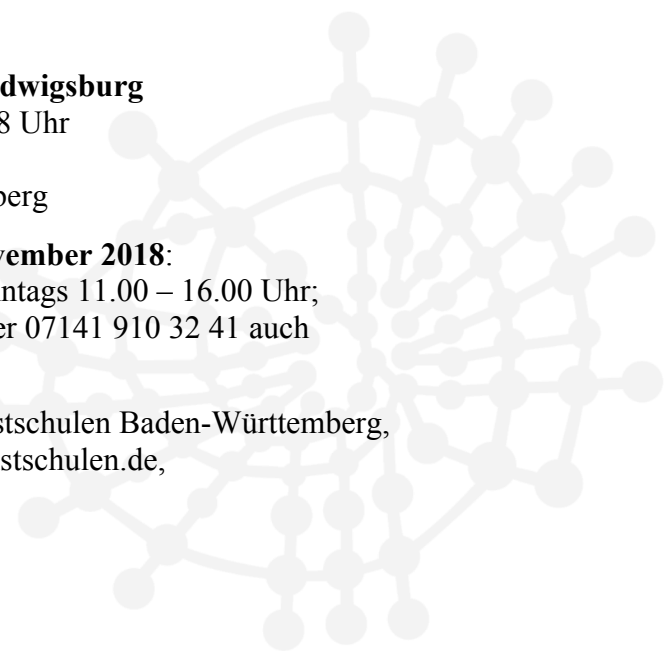 dwigsburg
8 Uhr
berg
vember 2018:
ntags 11.00 – 16.00 Uhr;
er 07141 910 32 41 auch
stschulen Baden-Württemberg,
stschulen.de,